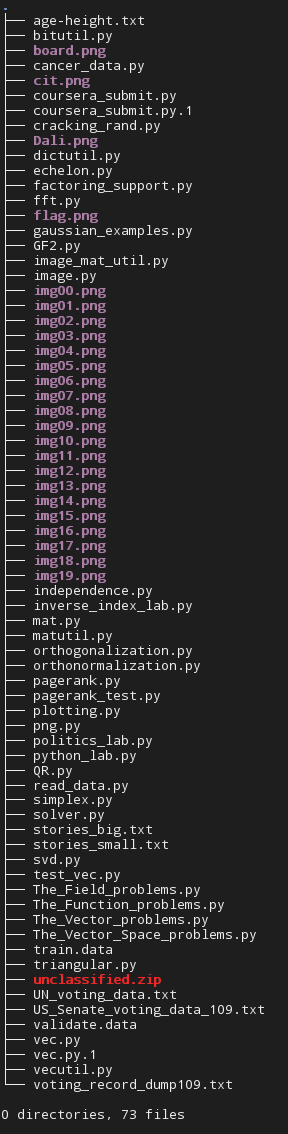 .
├── age-height.txt
├── bitutil.py
├── board.png
├── cancer_data.py
├── cit.png
├── coursera_submit.py
├── coursera_submit.py.1
├── cracking_rand.py
├── Dali.png
├── dictutil.py
├── echelon.py
├── factoring_support.py
├── fft.py
├── flag.png
├── gaussian_examples.py
├── GF2.py
├── image_mat_util.py
├── image.py
├── img00.png
├── img01.png
├── img02.png
├── img03.png
├── img04.png
├── img05.png
├── img06.png
├── img07.png
├── img08.png
├── img09.png
├── img10.png
├── img11.png
├── img12.png
├── img13.png
├── img14.png
├── img15.png
├── img16.png
├── img17.png
├── img18.png
├── img19.png
├── independence.py
├── inverse_index_lab.py
├── mat.py
├── matutil.py
├── orthogonalization.py
├── orthonormalization.py
├── pagerank.py
├── pagerank_test.py
├── plotting.py
├── png.py
├── politics_lab.py
├── python_lab.py
├── QR.py
├── read_data.py
├── simplex.py
├── solver.py
├── stories_big.txt
├── stories_small.txt
├── svd.py
├── test_vec.py
├── The_Field_problems.py
├── The_Function_problems.py
├── The_Vector_problems.py
├── The_Vector_Space_problems.py
├── train.data
├── triangular.py
├── unclassified.zip
├── UN_voting_data.txt
├── US_Senate_voting_data_109.txt
├── validate.data
├── vec.py
├── vec.py.1
├── vecutil.py
└── voting_record_dump109.txt

0 directories, 73 files